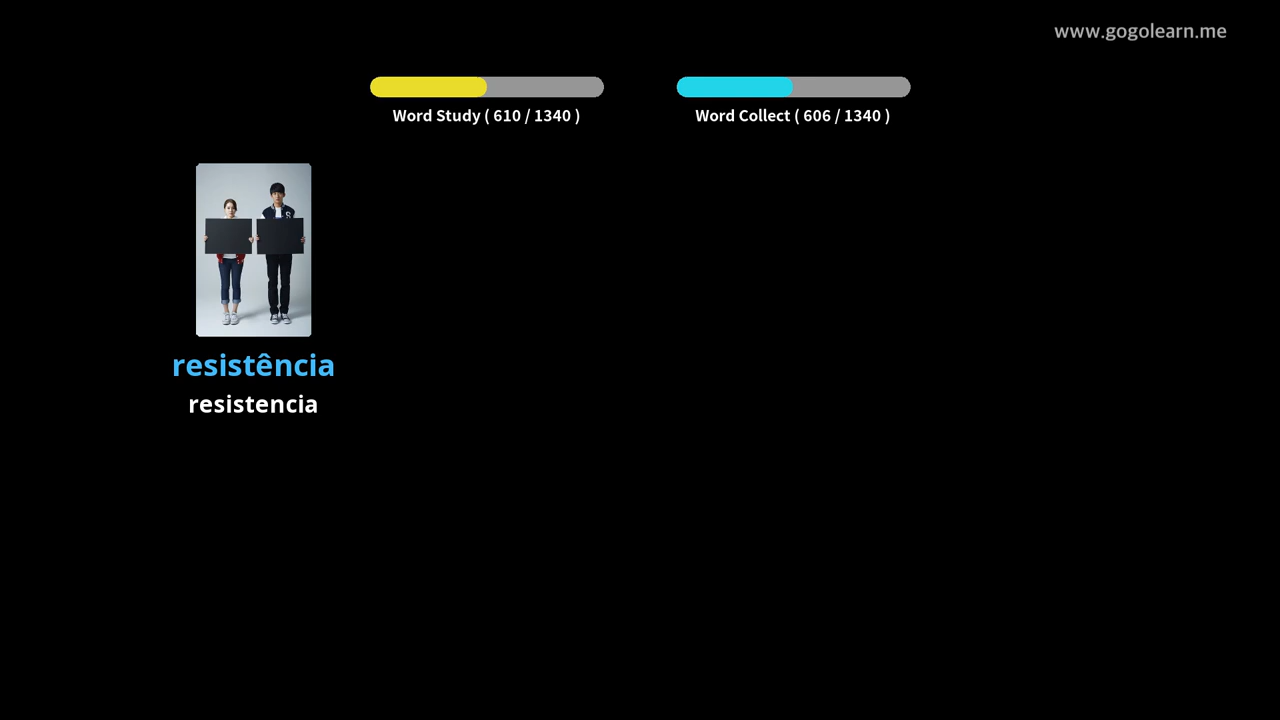 www.gogolearn.me
Word Study ( 610 / 1340 )
Word Collect ( 606 / 1340 )
S
resistência
resistencia